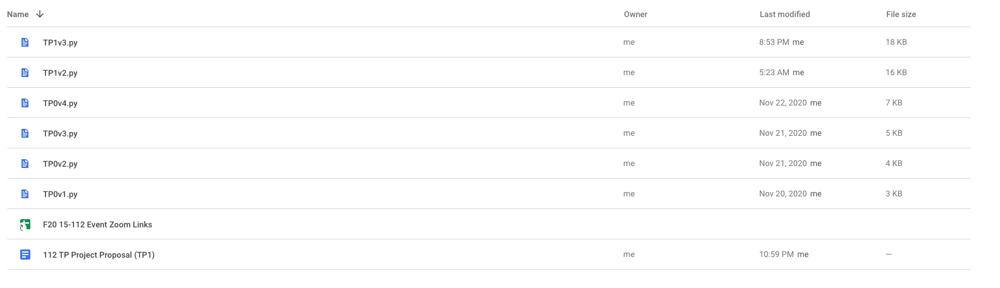 Name Owner Last modified File size
TP1v3.py me 8:53 PM me 18 KB
TP1v2.py me 5:23 AM me 16 KB
TP0v4.py me Nov 22, 2020 me 7 KB
TP0v3.py me Nov 21, 2020 me 5 KB
TP0v2.py me Nov 21, 2020 me 4 KB
TP0v1.py me Nov 20, 2020 me 3 KB
F20 15-112 Event Zoom Links
112 TP Project Proposal (TP1) me 10:59 PM me —